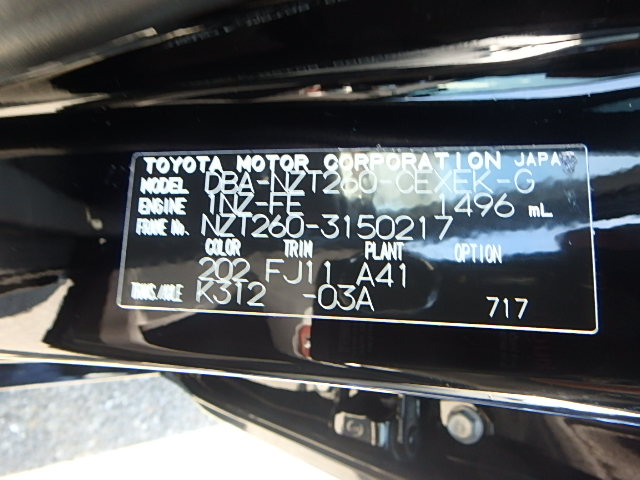 TOYOTA MOTOR CORPORATION JAPAN
MODEL DBA-NZT260-CEXEK-G
ENGINE 1NZ-FE 1496 mL
FRAME No. NZT260-3150217
COLOR TRIM PLANT OPTION
202 FJ11 A41
TRANS/AXLE K312 -03A
717